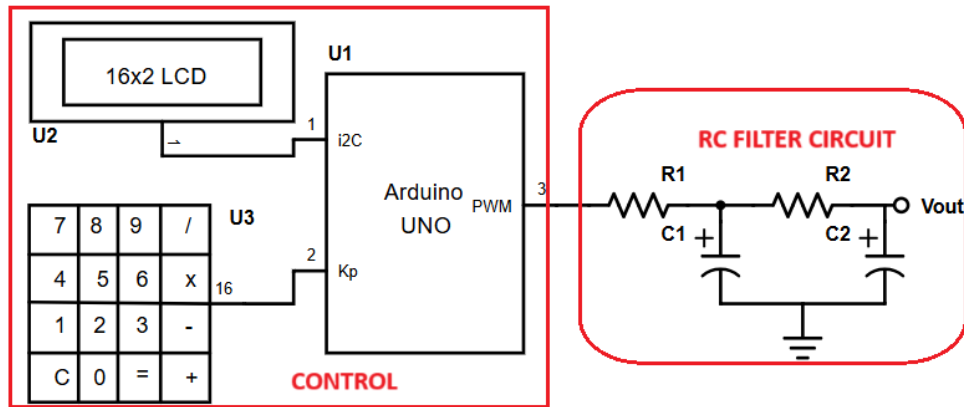 16x2 LCD
U2
1
U1
1
i2C
Arduino
UNO
PWM
3
2
Kp
U3
7 8 9 /
4 5 6 x
1 2 3 -
C 0 = +
16
CONTROL
RC FILTER CIRCUIT
R1
R2
C1 +
C2 +
Vout